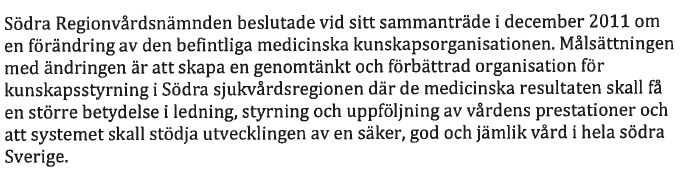 Södra Regionvårdsnämnden beslutade vid sitt sammanträde i december 2011 om
en förändring av den befintliga medicinska kunskapsorganisationen. Målsättningen
med ändringen är att skapa en genomtänkt och förbättrad organisation för
kunskapsstyrning i Södra sjukvårdsregionen där de medicinska resultaten skall få
en större betydelse i ledning, styrning och uppföljning av vårdens prestationer och
att systemet skall stödja utvecklingen av en säker, god och jämlik vård i hela södra
Sverige.